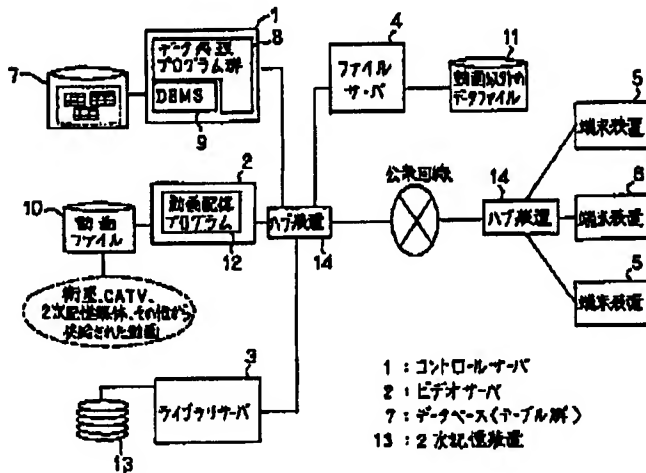 1
8
データ処理
プログラム群
DBMS
9
7
4
ファイル
サーバ
11
動画以外の
データファイル
5
端末装置
2
動画配信
プログラム
12
10
動画
ファイル
ハブ装置
14
公衆回線
14
ハブ装置
6
端末装置
5
端末装置
衛星、CATV、
2次記憶媒体、その他から
供給された動画
3
ライブラリサーバ
13
1:コントロールサーバ
2:ビデオサーバ
7:データベース(テーブル群)
13:2次記憶装置